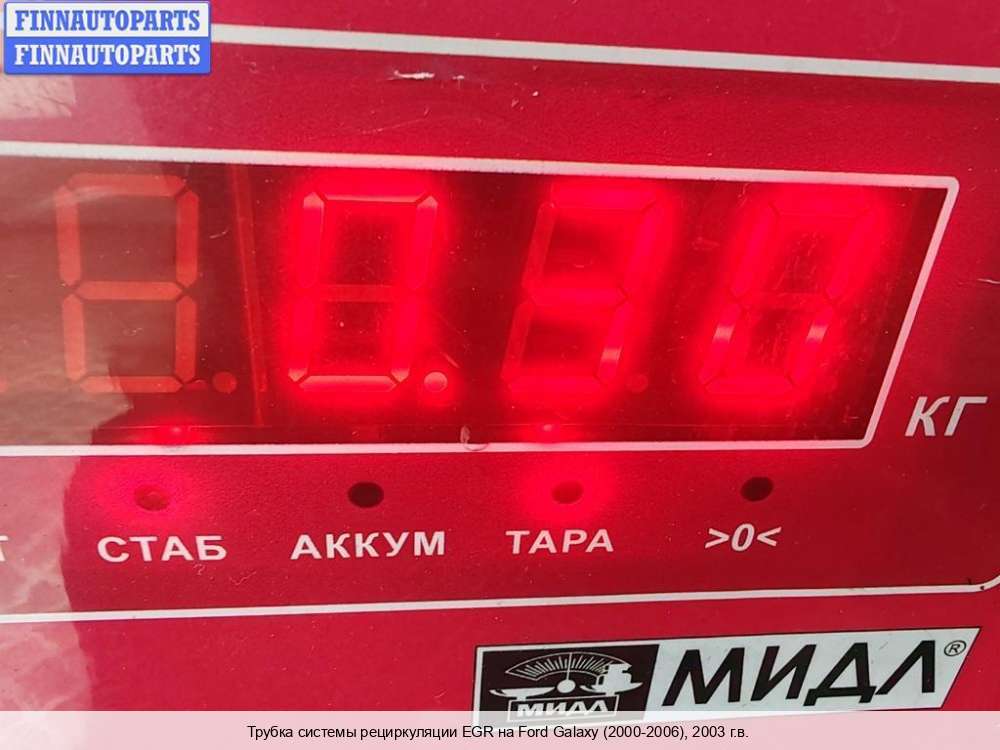 FINNAUTOPARTS
FINNAUTOPARTS
0.30
КГ
Т
СТАБ АККУМ ТАРА >0<
МИДЛ МИДЛ®
Трубка системы рециркуляции EGR на Ford Galaxy (2000-2006), 2003 г.в.